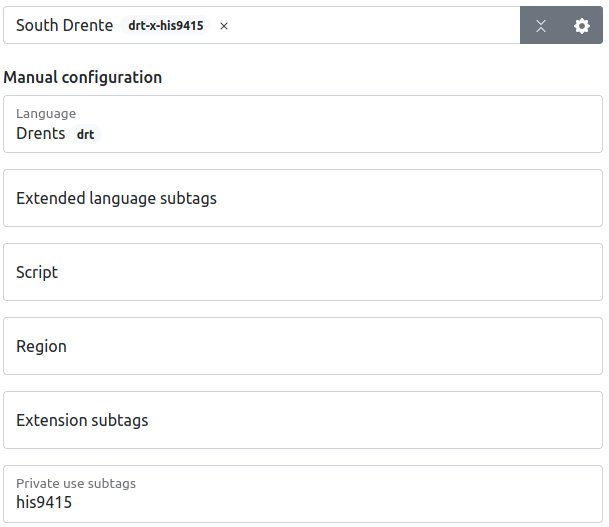 South Drente drt-x-his9415 ×
Manual configuration
Language
Drents drt
Extended language subtags
Script
Region
Extension subtags
Private use subtags
his9415